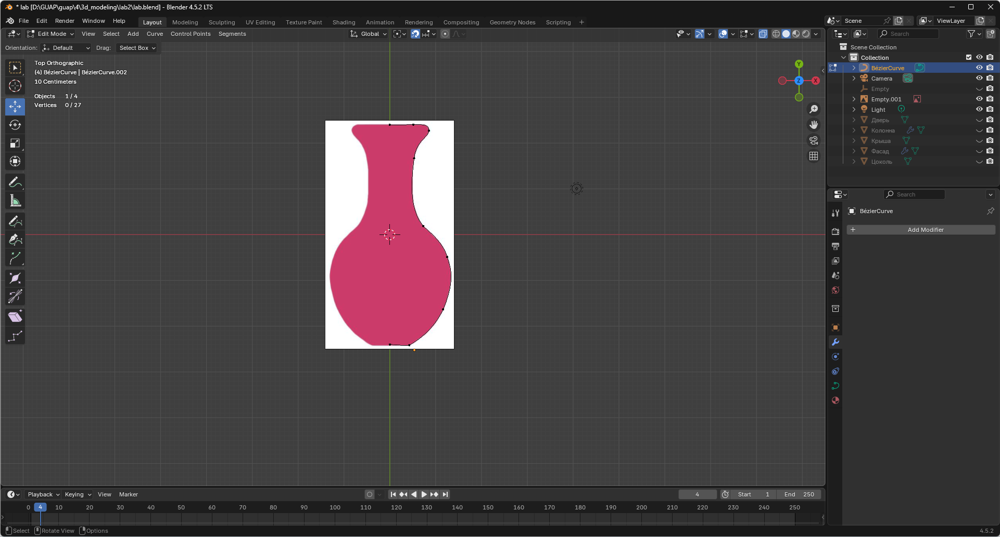 * lab [D:\GUAP\guap\4\3d_modeling\lab2\lab.blend] - Blender 4.5.2 LTS
File Edit Render Window Help Layout Modeling Sculpting UV Editing Texture Paint Shading Animation Rendering Compositing Geometry Nodes Scripting + Scene ViewLayer
Edit Mode View Select Add Curve Control Points Segments Global Search
Orientation: Default Drag: Select Box
Scene Collection
Collection
BézierCurve
Camera
Empty
Empty.001
Light
Дверь
Колонна
Крыша
Фасад
Цоколь
Top Orthographic
(4) BézierCurve | BézierCurve.002
10 Centimeters
Objects 1 / 4
Vertices 0 / 27
Y
Z
X
Search
BézierCurve
+ Add Modifier
Playback Keying View Marker 4 Start 1 End 250
0 4 10 20 30 40 50 60 70 80 90 100 110 120 130 140 150 160 170 180 190 200 210 220 230 240 250
Select Rotate View Options 4.5.2